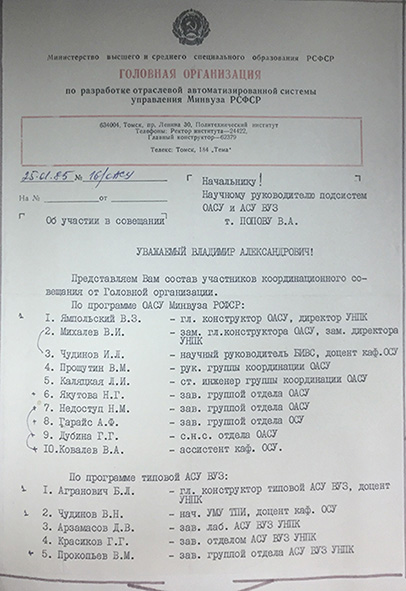 Министерство высшего и среднего специального образования РСФСР
ГОЛОВНАЯ ОРГАНИЗАЦИЯ
по разработке отраслевой автоматизированной системы
управления Минвуза РСФСР
634004, Томск, пр. Ленина 30, Политехнический институт
Телефоны: Ректор института—24422,
Главный конструктор—62379
Телекс: Томск, 184 „Тема"
25.01.85 № 16/ОАСУ
На № от
Об участии в совещании
Начальнику!
Научному руководителю подсистем
ОАСУ и АСУ ВУЗ
т. ПОПОВУ В.А.
УВАЖАЕМЫЙ ВЛАДИМИР АЛЕКСАНДРОВИЧ!
Представляем Вам состав участников координационного со-
вещания от Головной организации.
По программе ОАСУ Минвуза РСФСР:
1. Ямпольский В.З. - гл. конструктор ОАСУ, директор УНПК
2. Михалев В.И. - зам. гл.конструктора ОАСУ, зам. директора
УНПК
3. Чудинов И.Л. - научный руководитель БИВС, доцент каф.ОСУ
4. Прощутин В.М. - рук. группы координации ОАСУ
5. Каляцкая Л.И. - ст. инженер группы координации ОАСУ
6. Якутова Н.Г. - зав. группой отдела ОАСУ
7. Недоступ Н.М. - зав. группой отдела ОАСУ
8. Гарайс А.Ф. - зав. группой отдела ОСУ
9. Дубина Г.Г. - с.н.с. отдела ОАСУ
10.Ковалев В.А. - ассистент каф. ОСУ.
По программе типовой АСУ ВУЗ:
1. Агранович Б.Л. - гл. конструктор типовой АСУ ВУЗ, доцент
УНПК
2. Чудинов В.Н. - нач. УМУ ТПИ, доцент каф. ОСУ
3. Арзамасов Д.В. - зав. лаб. АСУ ВУЗ УНПК
4. Красиков Г.Г. - зав. отделом АСУ ВУЗ УНПК
5. Прокопьев В.М. - зав. группой отдела АСУ ВУЗ УНПК